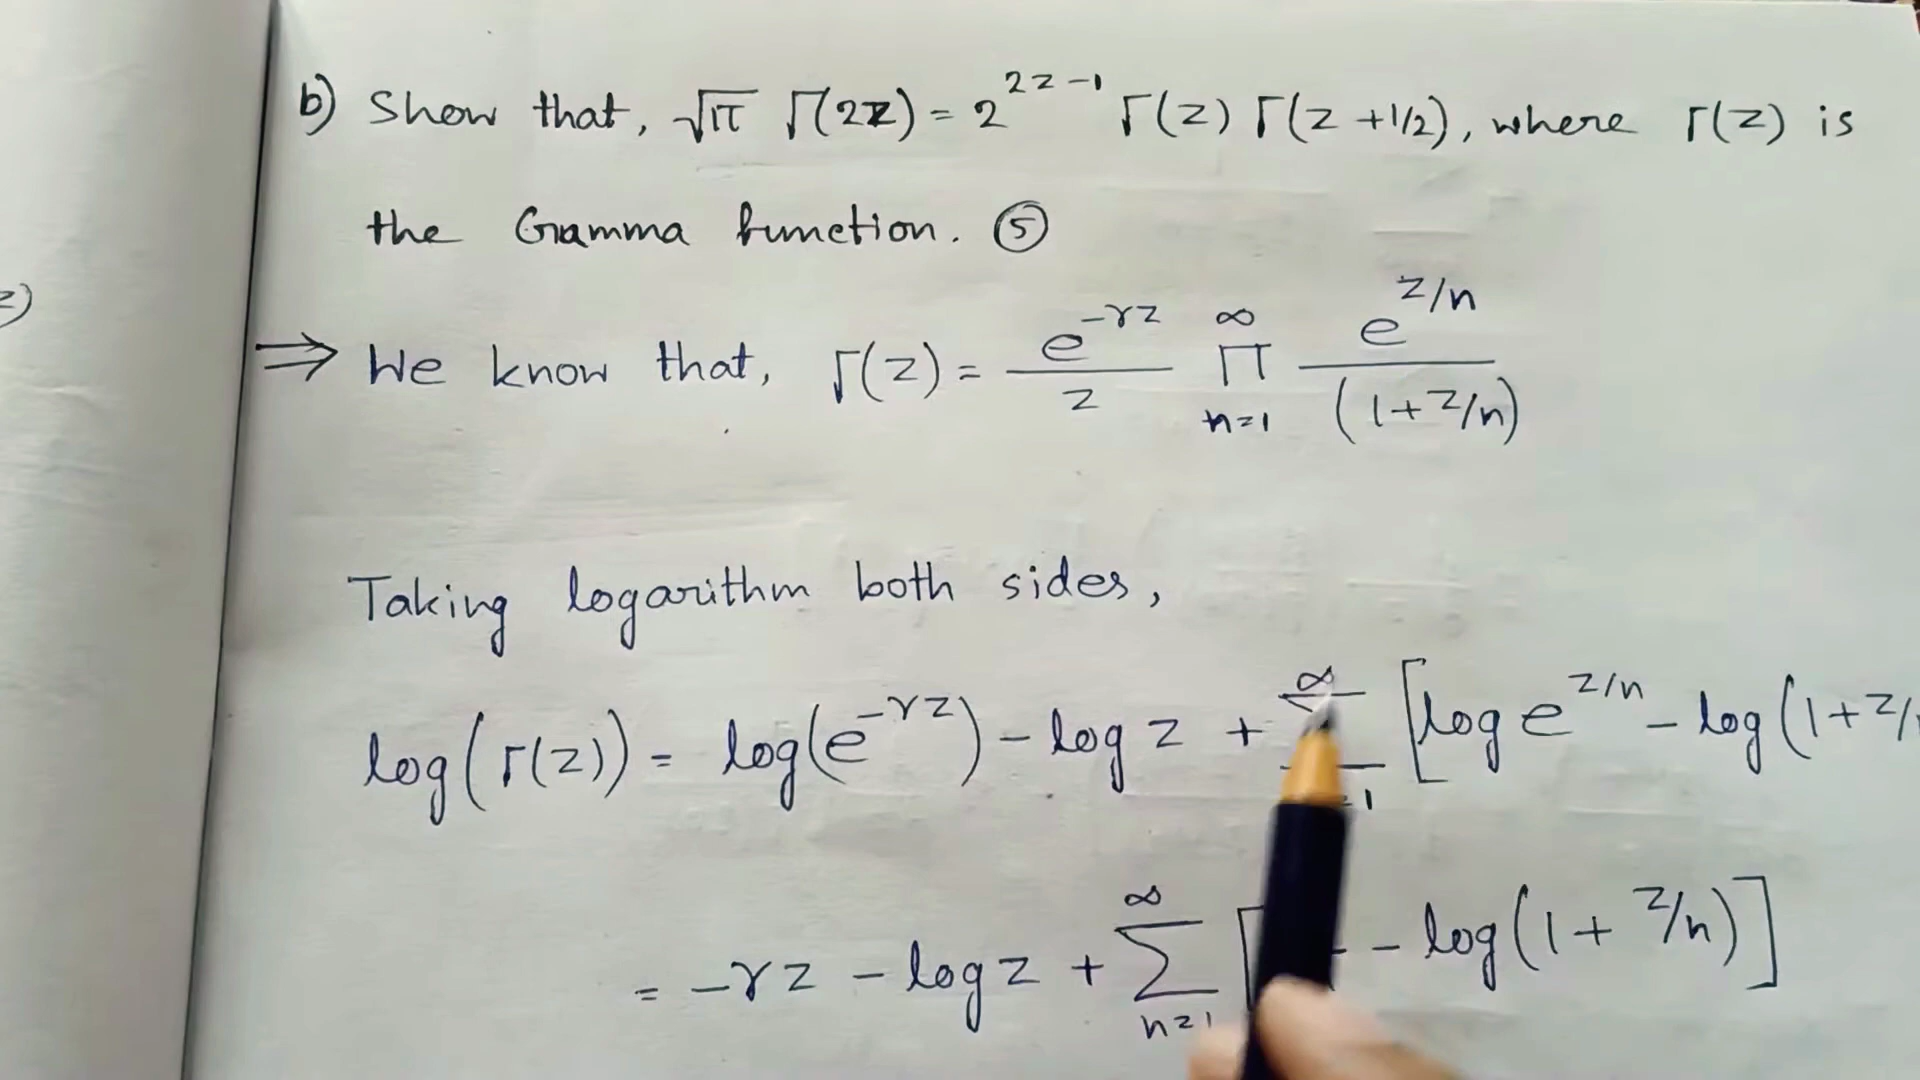 z)
b) Show that, √π Γ(2z) = 2^{2z-1} Γ(z) Γ(z+1/2), where Γ(z) is
the Gamma function. ⑤
⇒ We know that, Γ(z) = e^{-γz}/z ∏_{n=1}^{∞} e^{z/n}/(1+z/n)
Taking logarithm both sides,
log(Γ(z)) = log(e^{-γz}) - log z + ∑_{=1}^{∞} [log e^{z/n} - log(1+z/
= -γz - log z + ∑_{n=1}^{∞} [ - log(1+z/n)]